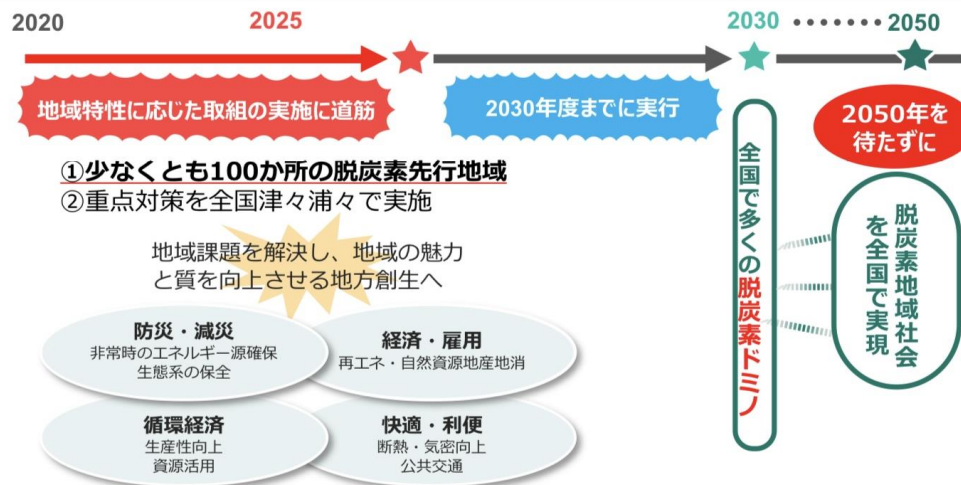 2020
2025
2030
2050
地域特性に応じた取組の実施に道筋
2030年度までに実行
2050年を
待たずに
①少なくとも100か所の脱炭素先行地域
②重点対策を全国津々浦々で実施
地域課題を解決し、地域の魅力
と質を向上させる地方創生へ
防災・減災
非常時のエネルギー源確保
生態系の保全
経済・雇用
再エネ・自然資源地産地消
循環経済
生産性向上
資源活用
快適・利便
断熱・気密向上
公共交通
全国で多くの脱炭素ドミノ
脱炭素地域社会
を全国で実現